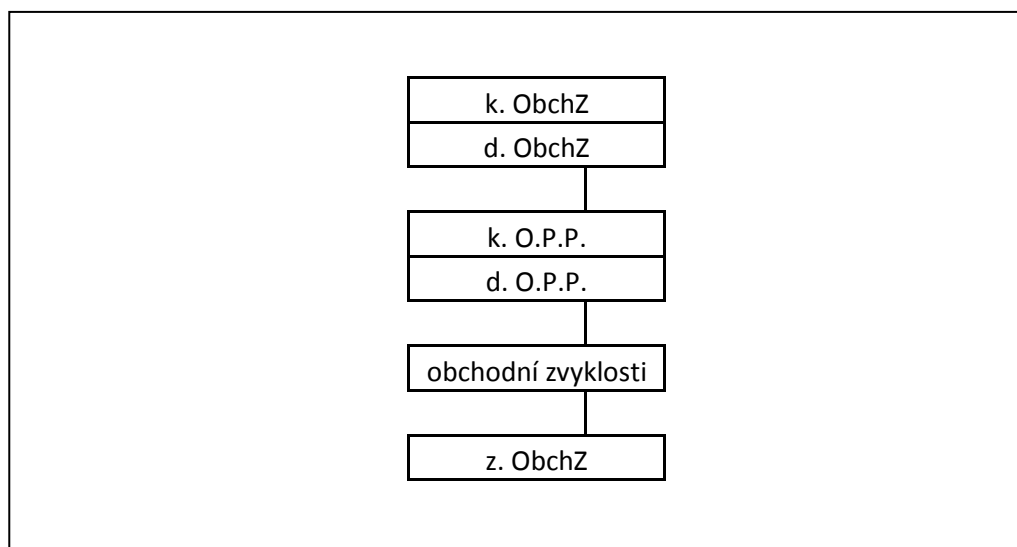 k. ObchZ
d. ObchZ
k. O.P.P.
d. O.P.P.
obchodní zvyklosti
z. ObchZ